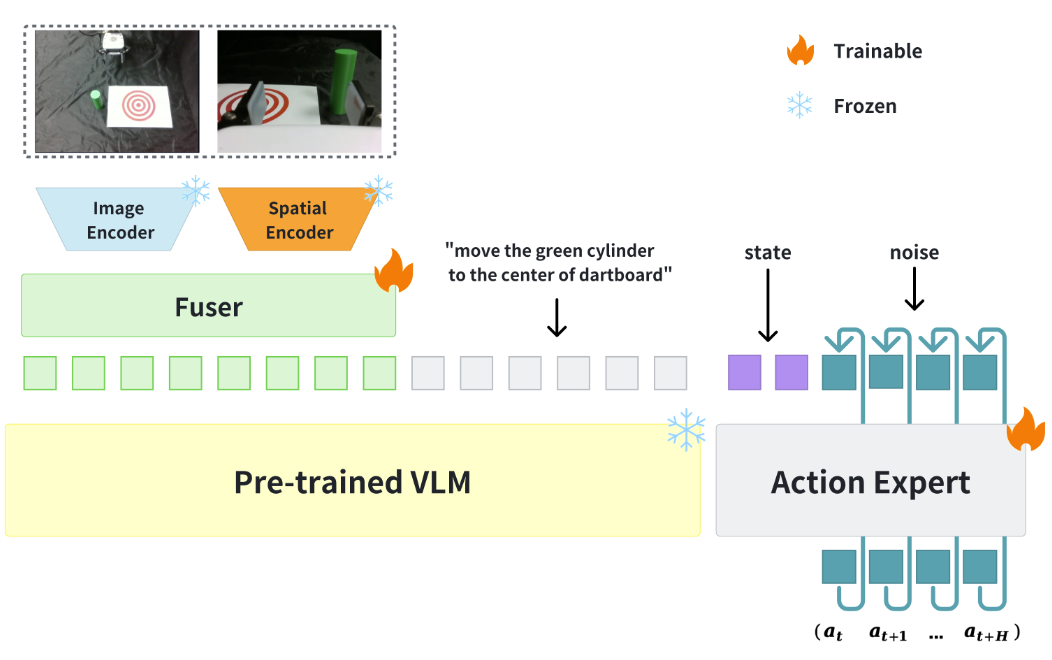 Trainable
Frozen
Image
Encoder
Spatial
Encoder
"move the green cylinder
to the center of dartboard"
state
noise
Fuser
Pre-trained VLM
Action Expert
(a_t a_{t+1} ... a_{t+H})